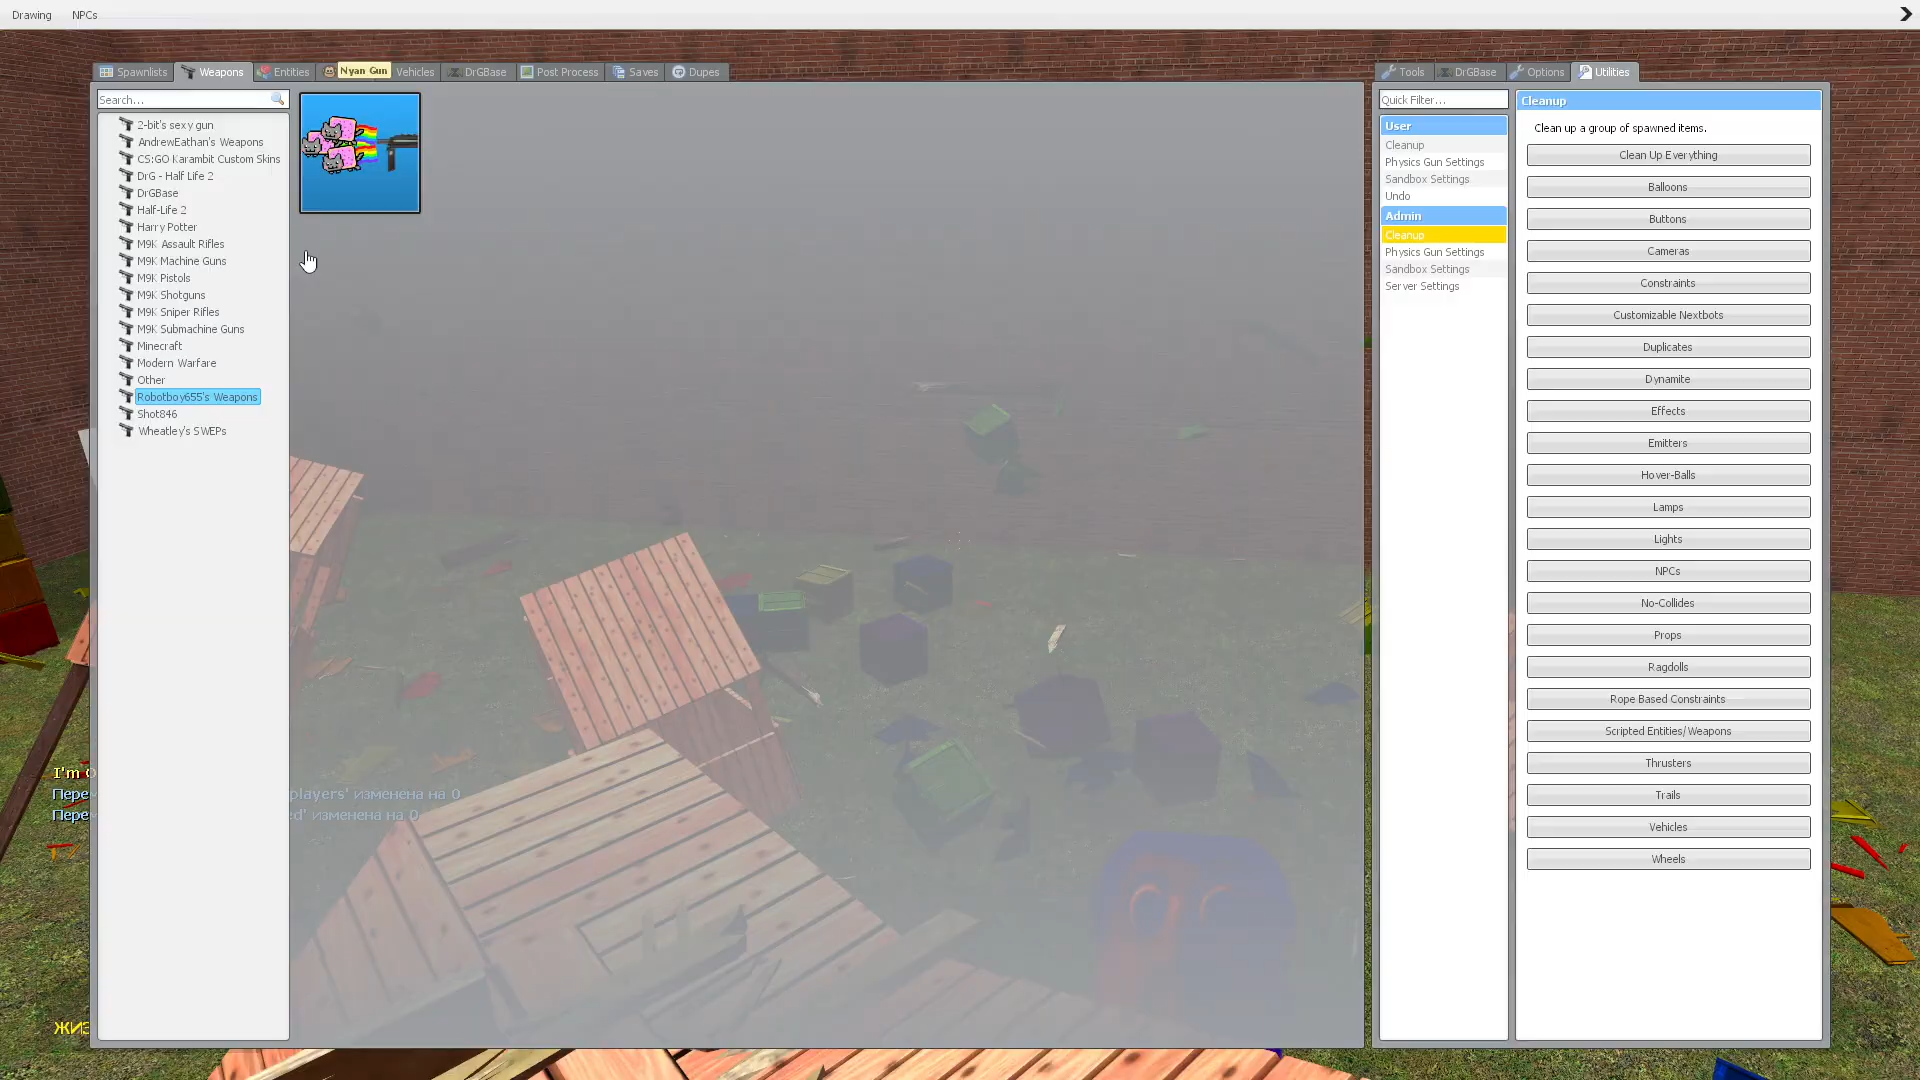 Drawing NPCs
Spawnlists Weapons Entities Nyan Gun Vehicles DrGBase Post Process Saves Dupes
Tools DrGBase Options Utilities
Search...
2-bit's sexy gun
AndrewEathan's Weapons
CS:GO Karambit Custom Skins
DrG - Half Life 2
DrGBase
Half-Life 2
Harry Potter
M9K Assault Rifles
M9K Machine Guns
M9K Pistols
M9K Shotguns
M9K Sniper Rifles
M9K Submachine Guns
Minecraft
Modern Warfare
Other
Robotboy655's Weapons
Shot846
Wheatley's SWEPs
I'm
Перем players' изменена на 0
Перем d' изменена на 0
ЖИЗ
Quick Filter...
User
Cleanup
Physics Gun Settings
Sandbox Settings
Undo
Admin
Cleanup
Physics Gun Settings
Sandbox Settings
Server Settings
Cleanup
Clean up a group of spawned items.
Clean Up Everything
Balloons
Buttons
Cameras
Constraints
Customizable Nextbots
Duplicates
Dynamite
Effects
Emitters
Hover-Balls
Lamps
Lights
NPCs
No-Collides
Props
Ragdolls
Rope Based Constraints
Scripted Entities/Weapons
Thrusters
Trails
Vehicles
Wheels